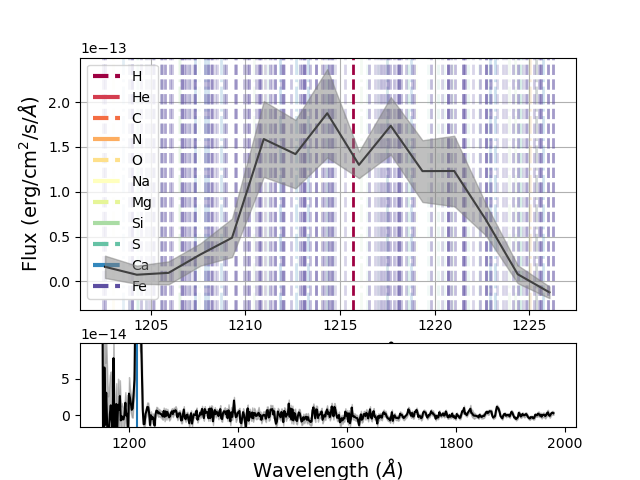 1e−13
Flux (erg/cm²/s/Å)
2.0
1.5
1.0
0.5
0.0
H
He
C
N
O
Na
Mg
Si
S
Ca
Fe
1205 1210 1215 1220 1225
1e−14
5
0
1200 1400 1600 1800 2000
Wavelength (Å)